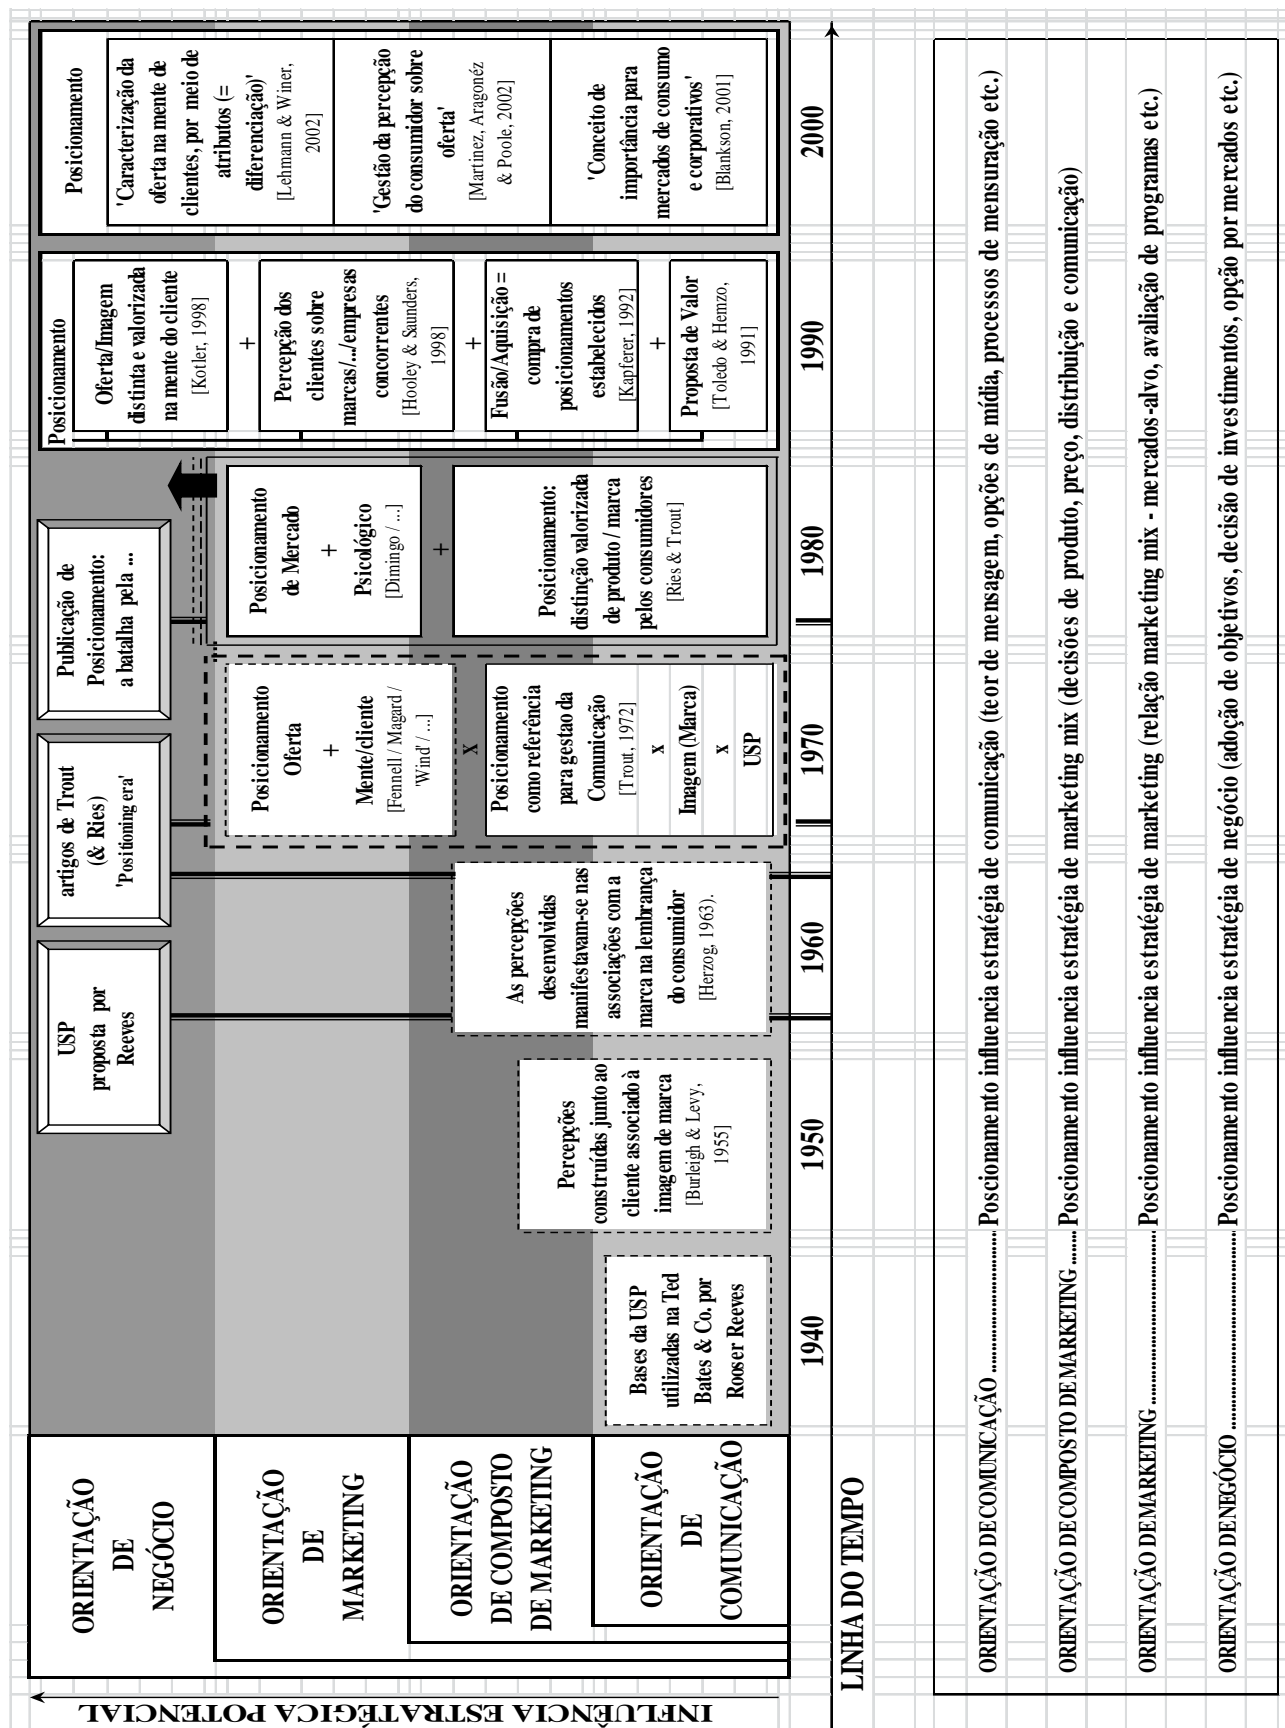 INFLUÊNCIA ESTRATÉGICA POTENCIAL
ORIENTAÇÃO
DE
NEGÓCIO
ORIENTAÇÃO
DE
MARKETING
ORIENTAÇÃO
DE COMPOSTO
DE MARKETING
ORIENTAÇÃO
DE
COMUNICAÇÃO
USP
proposta por
Reeves
artigos de Trout
(& Ries)
'Positioning era'
Publicação de
Posicionamento:
a batalha pela ...
Bases da USP
utilizadas na Ted
Bates & Co. por
Rooser Reeves
Percepções
construídas junto ao
cliente associado à
imagem de marca
[Burleigh & Levy,
1955]
As percepções
desenvolvidas
manifestavam-se nas
associações com a
marca na lembrança
do consumidor
[Herzog, 1963).
Posicionamento
Oferta
+
Mente/cliente
[Fennell / Magard /
'Wind' / ...]
x
Posicionamento
como referência
para gestao da
Comunicação
[Trout, 1972]
x
Imagem (Marca)
x
USP
Posicionamento
de Mercado
+
Psicológico
[Dimingo / ...]
+
Posicionamento:
distinção valorizada
de produto / marca
pelos consumidores
[Ries & Trout]
Posicionamento
Oferta/Imagem
distinta e valorizada
na mente do cliente
[Kotler, 1998]
+
Percepção dos
clientes sobre
marcas/.../empresas
concorrentes
[Hooley & Saunders,
1998]
+
Fusão/Aquisição =
compra de
posicionamentos
estabelecidos
[Kapferer, 1992]
+
Proposta de Valor
[Toledo & Hemzo,
1991]
Posicionamento
'Caracterização da
oferta na mente de
clientes, por meio de
atributos (=
diferenciação)'
[Lehmann & Winer,
2002]
'Gestão da percepção
do consumidor sobre
oferta'
[Martinez, Aragonéz
& Poole, 2002]
'Conceito de
importância para
mercados de consumo
e corporativos'
[Blankson, 2001]
1940 1950 1960 1970 1980 1990 2000
LINHA DO TEMPO
ORIENTAÇÃO DE COMUNICAÇÃO ..................... Poscionamento influencia estratégia de comunicação (teor de mensagem, opções de mídia, processos de mensuração etc.)
ORIENTAÇÃO DE COMPOSTO DE MARKETING ....... Poscionamento influencia estratégia de marketing mix (decisões de produto, preço, distribuição e comunicação)
ORIENTAÇÃO DE MARKETING ............................. Poscionamento influencia estratégia de marketing (relação marketing mix - mercados-alvo, avaliação de programas etc.)
ORIENTAÇÃO DE NEGÓCIO ................................. Poscionamento influencia estratégia de negócio (adoção de objetivos, decisão de investimentos, opção por mercados etc.)